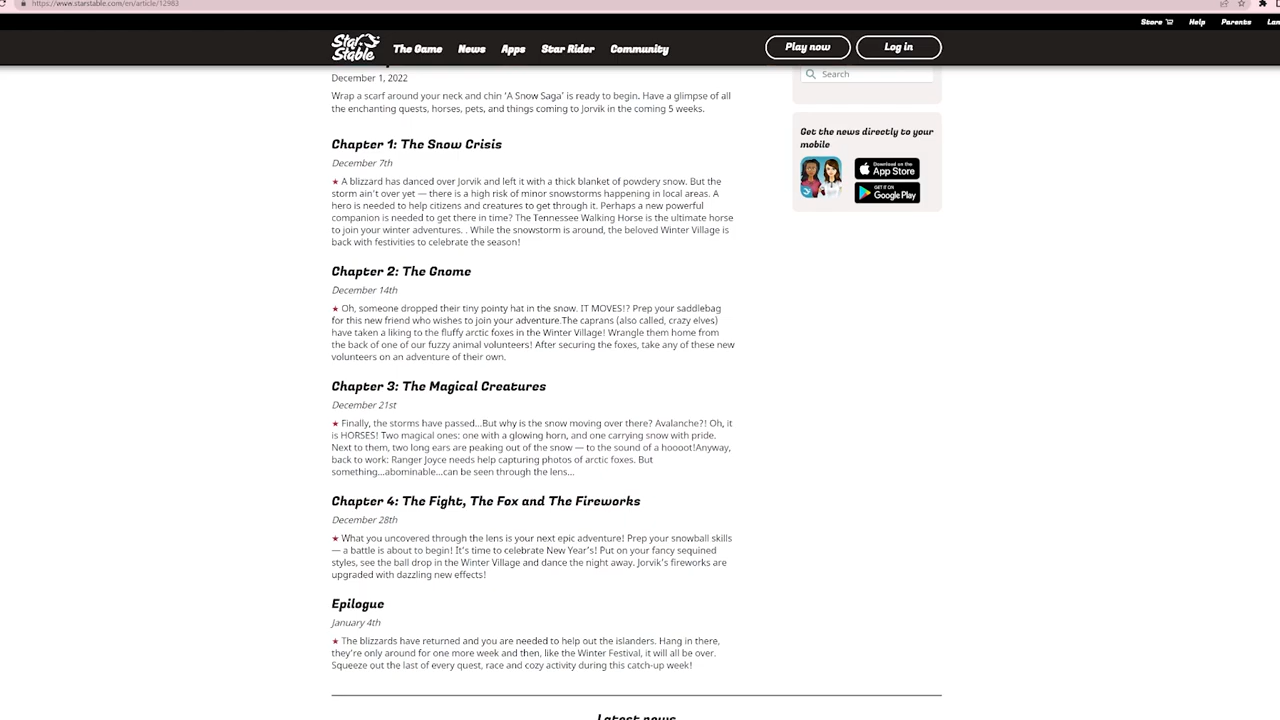 https://www.starstable.com/en/article/12983
Store
Help
Parents
Lan
Star Stable
The Game
News
Apps
Star Rider
Community
Play now
Log in
December 1, 2022
Wrap a scarf around your neck and chin 'A Snow Saga' is ready to begin. Have a glimpse of all
the enchanting quests, horses, pets, and things coming to Jorvik in the coming 5 weeks.
Chapter 1: The Snow Crisis
December 7th
★ A blizzard has danced over Jorvik and left it with a thick blanket of powdery snow. But the
storm ain't over yet — there is a high risk of minor snowstorms happening in local areas. A
hero is needed to help citizens and creatures to get through it. Perhaps a new powerful
companion is needed to get there in time? The Tennessee Walking Horse is the ultimate horse
to join your winter adventures. . While the snowstorm is around, the beloved Winter Village is
back with festivities to celebrate the season!
Chapter 2: The Gnome
December 14th
★ Oh, someone dropped their tiny pointy hat in the snow. IT MOVES!? Prep your saddlebag
for this new friend who wishes to join your adventure.The caprans (also called, crazy elves)
have taken a liking to the fluffy arctic foxes in the Winter Village! Wrangle them home from
the back of one of our fuzzy animal volunteers! After securing the foxes, take any of these new
volunteers on an adventure of their own.
Chapter 3: The Magical Creatures
December 21st
★ Finally, the storms have passed...But why is the snow moving over there? Avalanche?! Oh, it
is HORSES! Two magical ones: one with a glowing horn, and one carrying snow with pride.
Next to them, two long ears are peaking out of the snow — to the sound of a hoooot!Anyway,
back to work: Ranger Joyce needs help capturing photos of arctic foxes. But
something...abominable...can be seen through the lens...
Chapter 4: The Fight, The Fox and The Fireworks
December 28th
★ What you uncovered through the lens is your next epic adventure! Prep your snowball skills
— a battle is about to begin! It's time to celebrate New Year's! Put on your fancy sequined
styles, see the ball drop in the Winter Village and dance the night away. Jorvik's fireworks are
upgraded with dazzling new effects!
Epilogue
January 4th
★ The blizzards have returned and you are needed to help out the islanders. Hang in there,
they're only around for one more week and then, like the Winter Festival, it will all be over.
Squeeze out the last of every quest, race and cozy activity during this catch-up week!
Latest news
Search
Get the news directly to your
mobile
Download on the
App Store
GET IT ON
Google Play